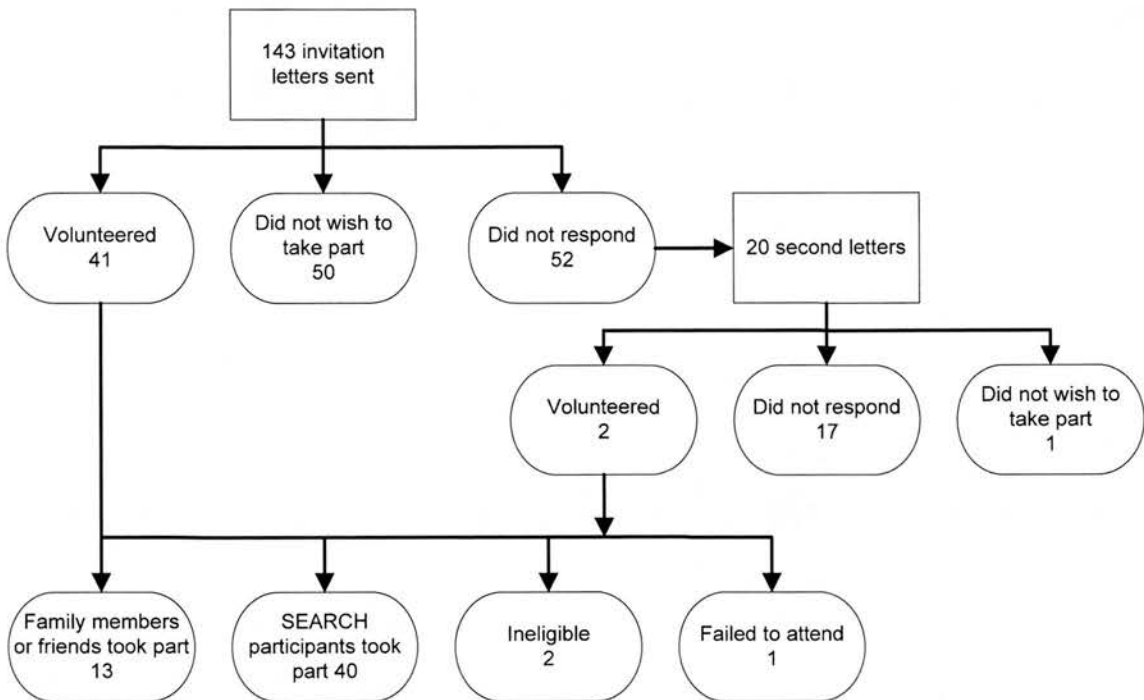 143 invitation
letters sent
Volunteered
41
Did not wish to
take part
50
Did not respond
52
20 second letters
Volunteered
2
Did not respond
17
Did not wish to
take part
1
Family members
or friends took part
13
SEARCH
participants took
part 40
Ineligible
2
Failed to attend
1